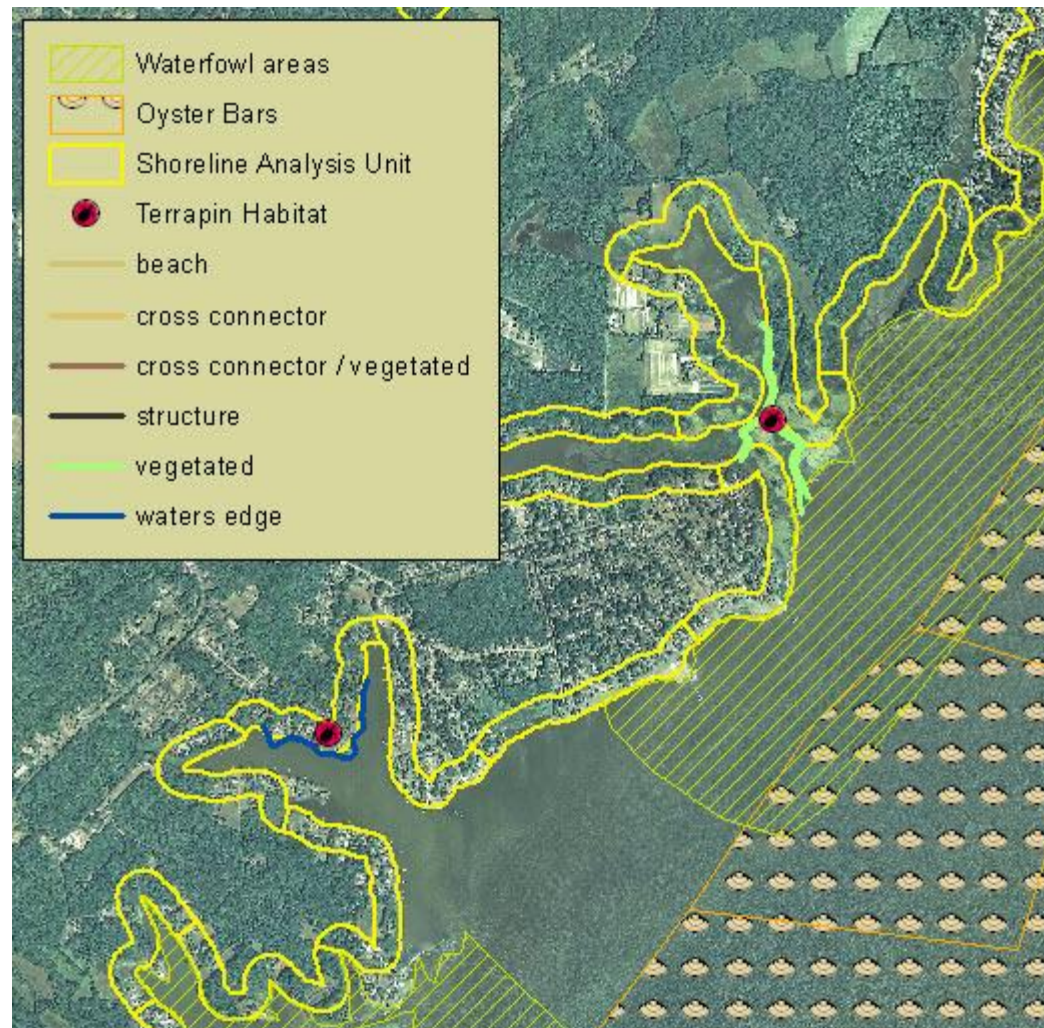 Waterfowl areas
Oyster Bars
Shoreline Analysis Unit
Terrapin Habitat
beach
cross connector
cross connector / vegetated
structure
vegetated
waters edge